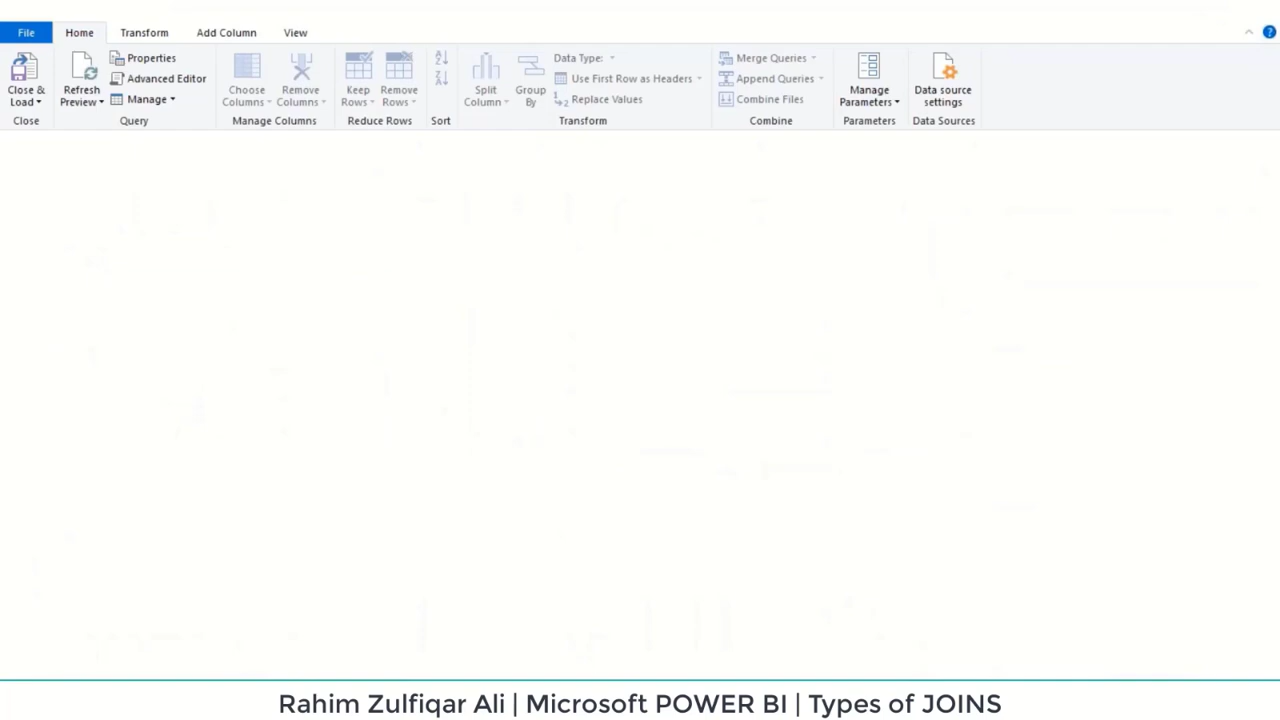 File Home Transform Add Column View
Close & Load
Refresh Preview
Properties
Advanced Editor
Manage
Choose Columns
Remove Columns
Keep Rows
Remove Rows
Split Column
Group By
Data Type:
Use First Row as Headers
Replace Values
Merge Queries
Append Queries
Combine Files
Manage Parameters
Data source settings
Close Query Manage Columns Reduce Rows Sort Transform Combine Parameters Data Sources
Rahim Zulfiqar Ali | Microsoft POWER BI | Types of JOINS